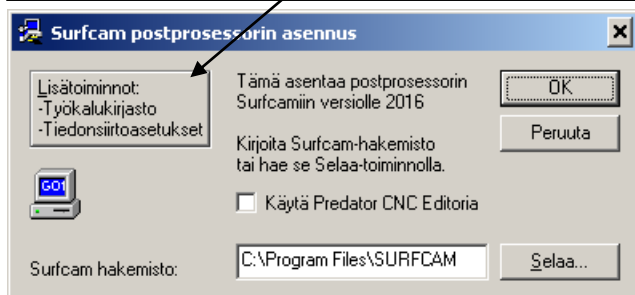 Surfcam postprosessorin asennus
Lisätoiminnot:
-Työkalukirjasto
-Tiedonsiirtoasetukset
Tämä asentaa postprosessorin
Surfcamiin versiolle 2016
OK
Peruuta
Kirjoita Surfcam-hakemisto
tai hae se Selaa-toiminnolla.
GO1
Käytä Predator CNC Editoria
Surfcam hakemisto:
C:\Program Files\SURFCAM
Selaa...